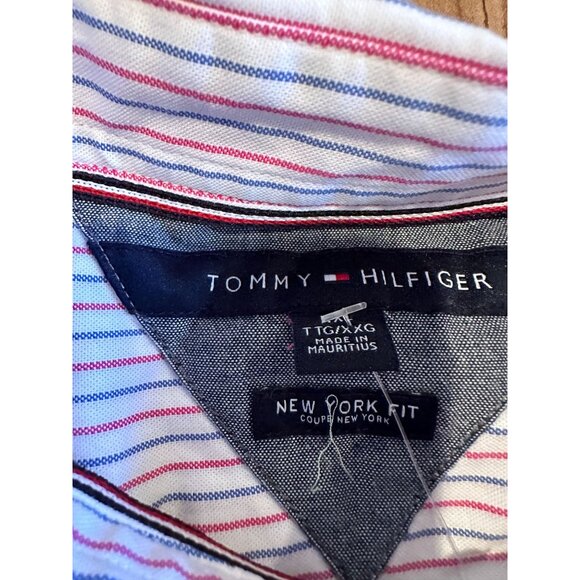 TOMMY HILFIGER
TTG/XXG
MADE IN
MAURITIUS
NEW YORK FIT
COUPE NEW YORK